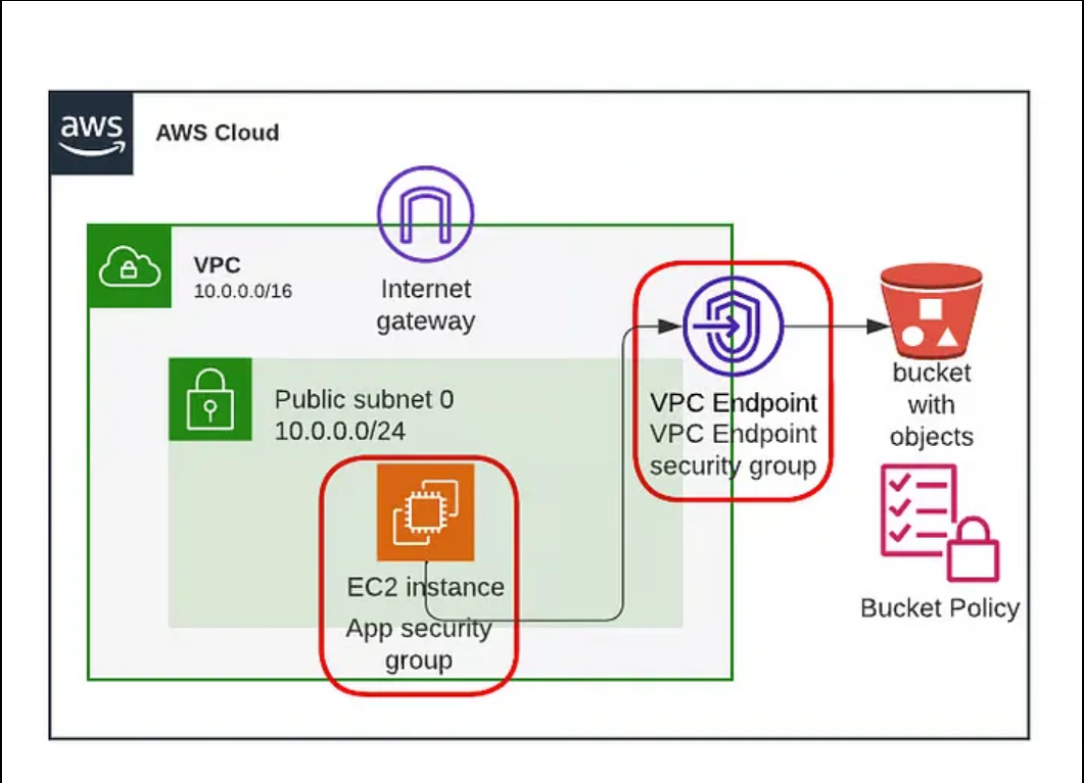 aws
AWS Cloud
VPC
10.0.0.0/16
Internet
gateway
Public subnet 0
10.0.0.0/24
VPC Endpoint
VPC Endpoint
security group
bucket
with
objects
EC2 instance
App security
group
Bucket Policy